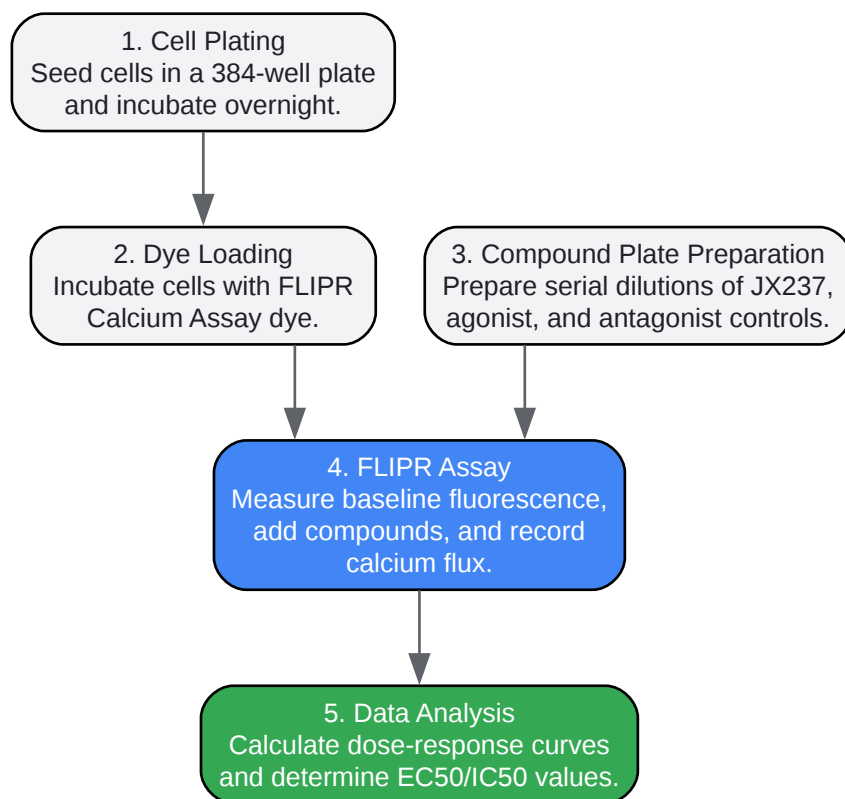 1. Cell Plating
Seed cells in a 384-well plate
and incubate overnight.
2. Dye Loading
Incubate cells with FLIPR
Calcium Assay dye.
3. Compound Plate Preparation
Prepare serial dilutions of JX237,
agonist, and antagonist controls.
4. FLIPR Assay
Measure baseline fluorescence,
add compounds, and record
calcium flux.
5. Data Analysis
Calculate dose-response curves
and determine EC50/IC50 values.